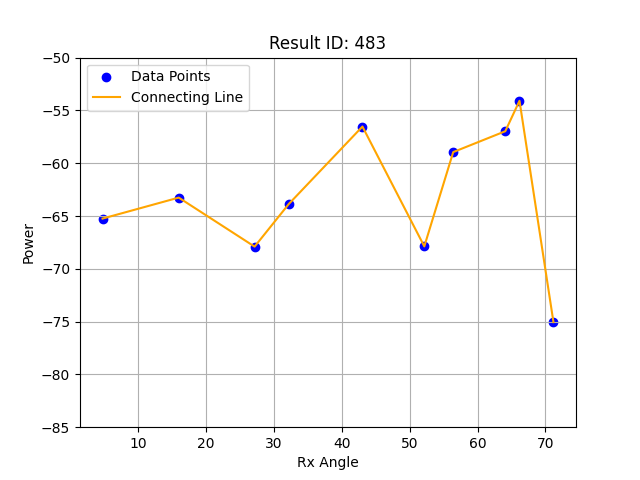 Result ID: 483
Data Points
Connecting Line
Power
−50
−55
−60
−65
−70
−75
−80
−85
10 20 30 40 50 60 70
Rx Angle